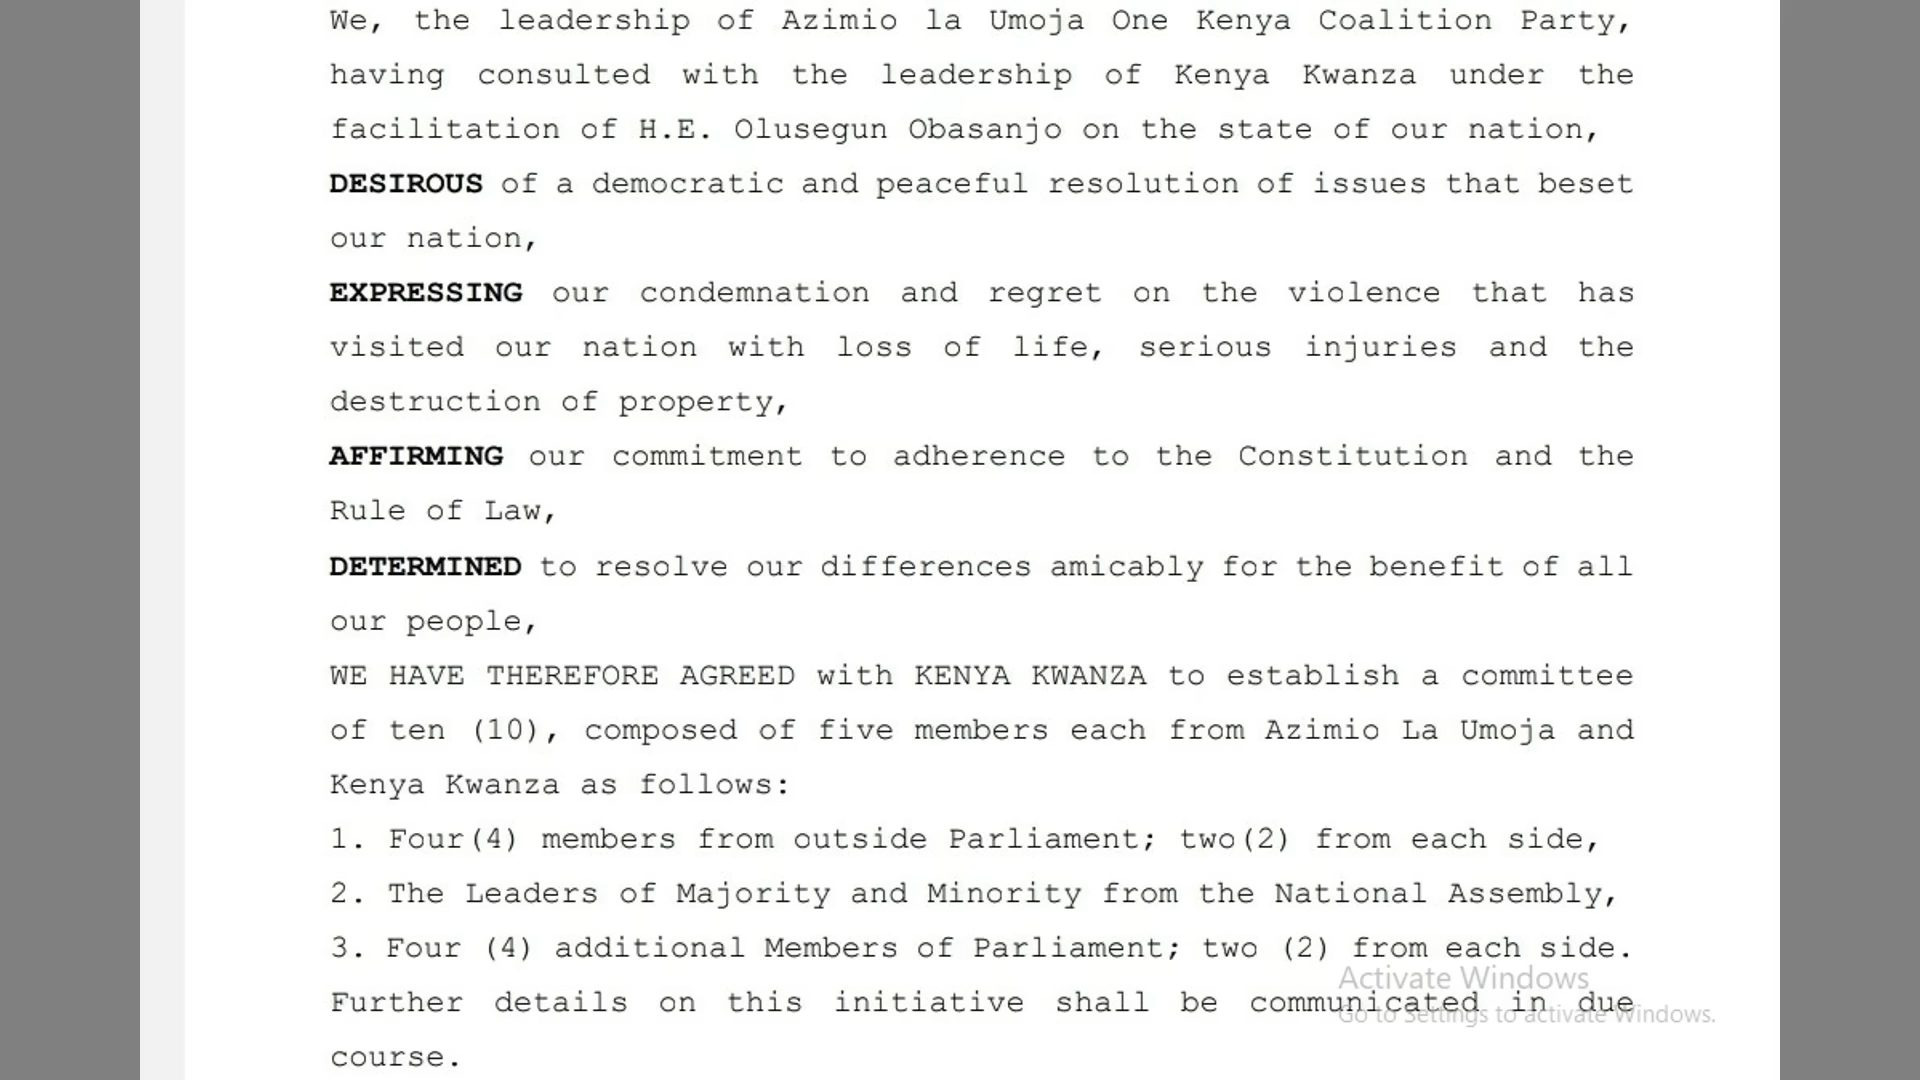 We, the leadership of Azimio la Umoja One Kenya Coalition Party,
having consulted with the leadership of Kenya Kwanza under the
facilitation of H.E. Olusegun Obasanjo on the state of our nation,
DESIROUS of a democratic and peaceful resolution of issues that beset
our nation,
EXPRESSING our condemnation and regret on the violence that has
visited our nation with loss of life, serious injuries and the
destruction of property,
AFFIRMING our commitment to adherence to the Constitution and the
Rule of Law,
DETERMINED to resolve our differences amicably for the benefit of all
our people,
WE HAVE THEREFORE AGREED with KENYA KWANZA to establish a committee
of ten (10), composed of five members each from Azimio La Umoja and
Kenya Kwanza as follows:
1. Four(4) members from outside Parliament; two(2) from each side,
2. The Leaders of Majority and Minority from the National Assembly,
3. Four (4) additional Members of Parliament; two (2) from each side.
Activate Windows
Further details on this initiative shall be communicated in due
Go to Settings to activate Windows.
course.